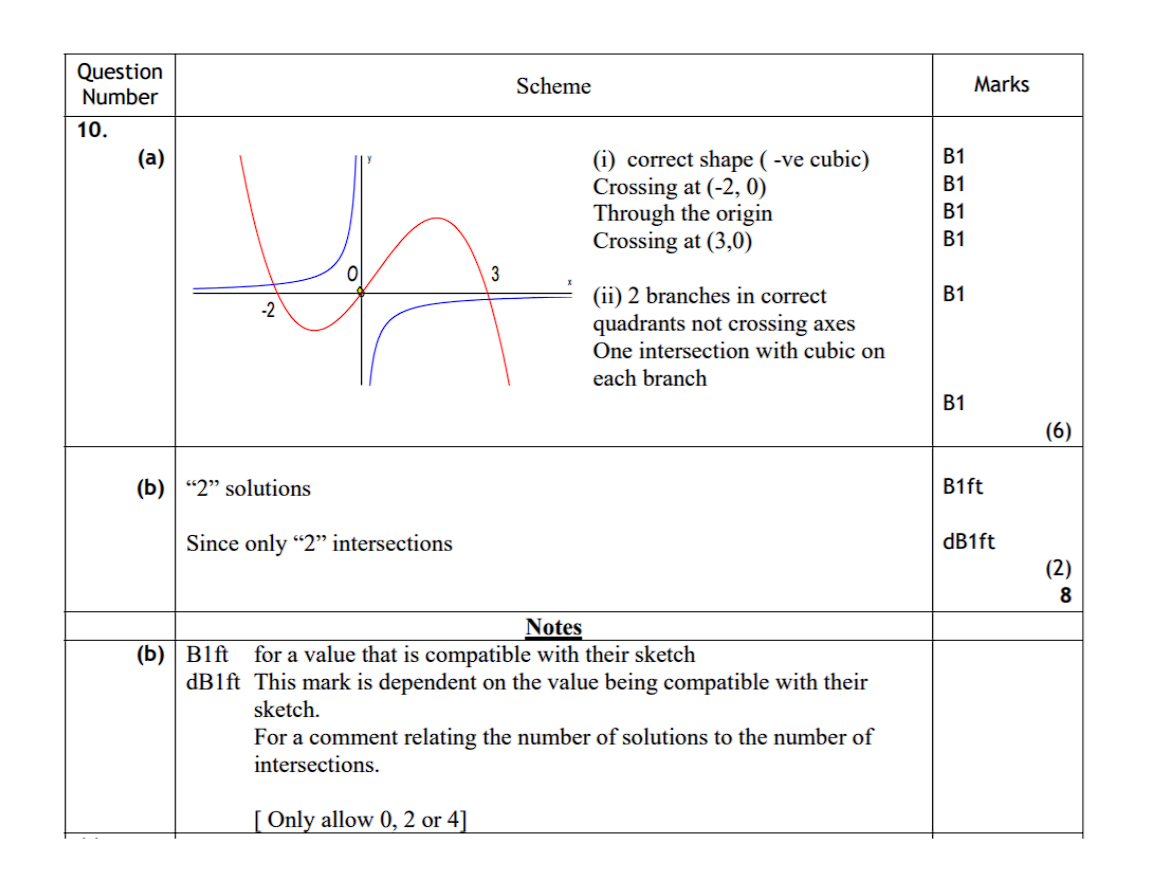 Question Number Scheme Marks
10.
(a) (i) correct shape ( -ve cubic) B1
Crossing at (-2, 0) B1
Through the origin B1
Crossing at (3,0) B1
y
O 3 x
-2
(ii) 2 branches in correct B1
quadrants not crossing axes
One intersection with cubic on
each branch
B1
(6)
(b) “2” solutions B1ft
Since only “2” intersections dB1ft
(2)
8
Notes
(b) B1ft for a value that is compatible with their sketch
dB1ft This mark is dependent on the value being compatible with their
sketch.
For a comment relating the number of solutions to the number of
intersections.
[ Only allow 0, 2 or 4]